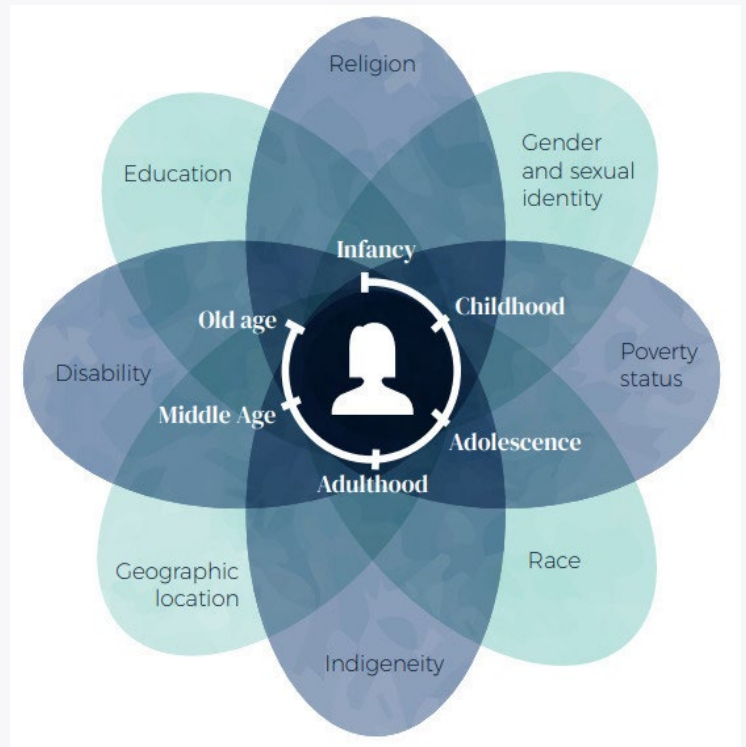 Religion
Gender
and sexual
identity
Education
Infancy
Childhood
Old age
Poverty
status
Disability
Middle Age
Adolescence
Adulthood
Race
Geographic
location
Indigeneity